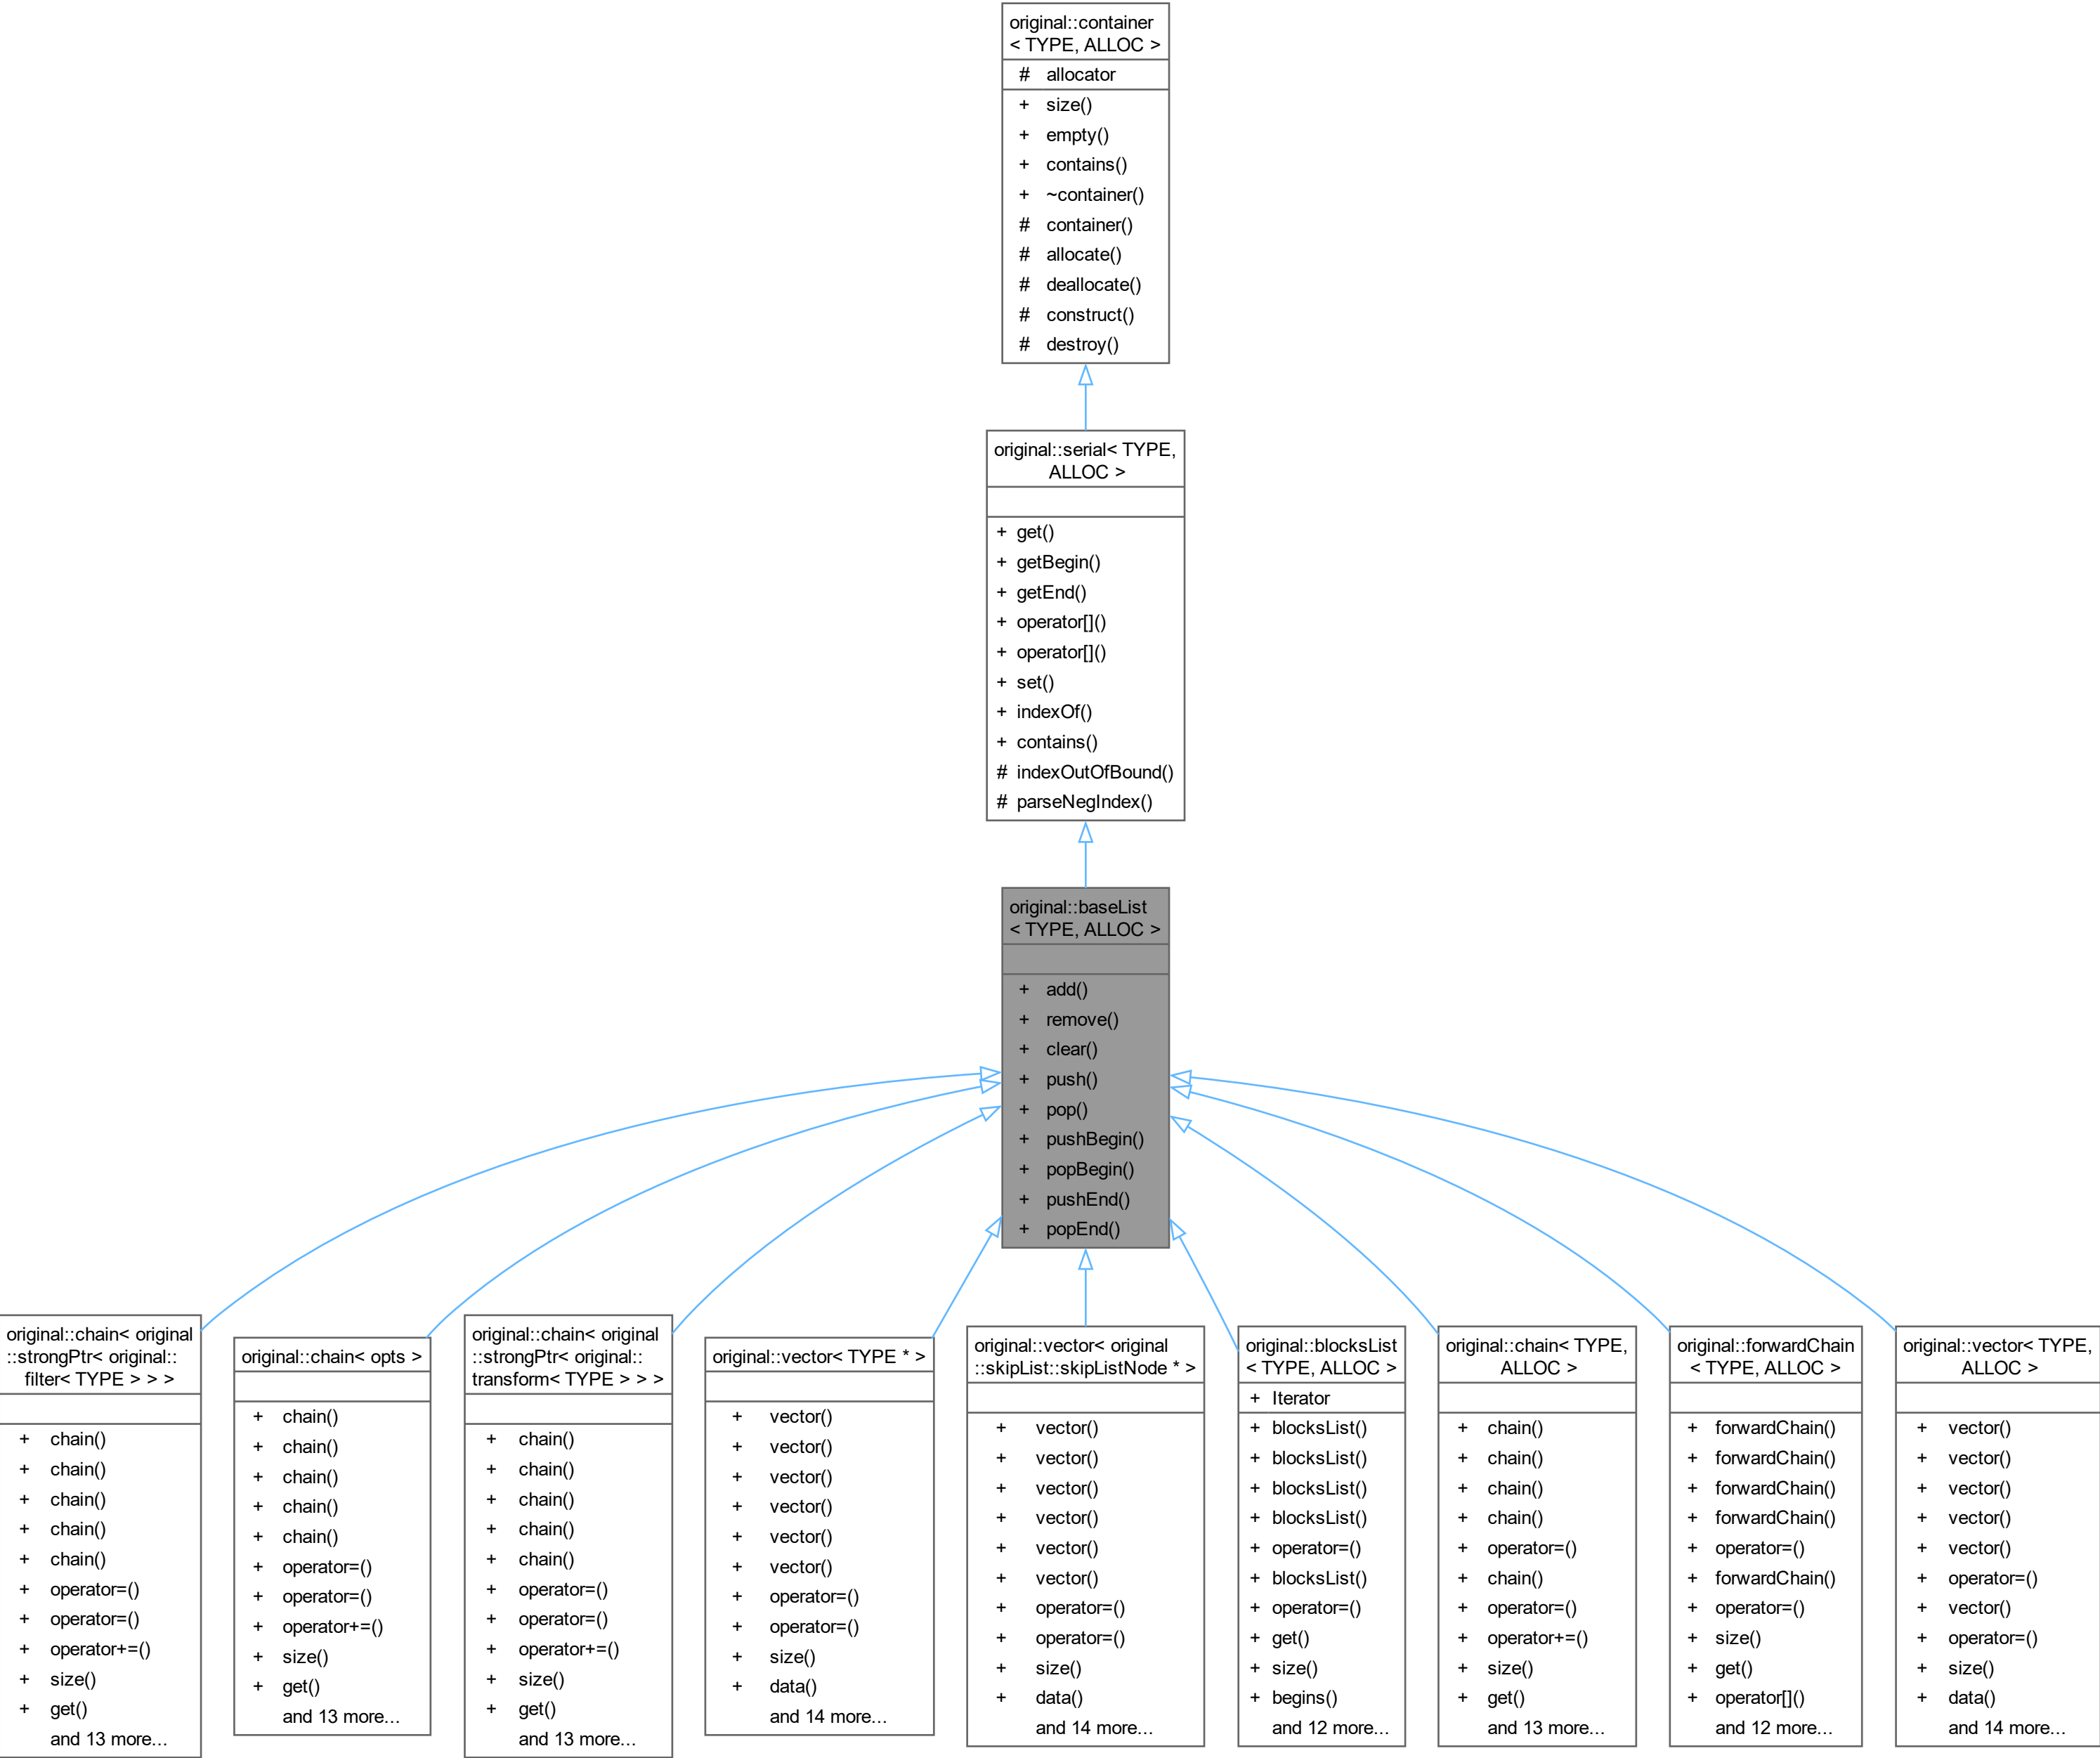 original::container
< TYPE, ALLOC >
# allocator
+ size()
+ empty()
+ contains()
+ ~container()
# container()
# allocate()
# deallocate()
# construct()
# destroy()
original::serial< TYPE,
ALLOC >
+ get()
+ getBegin()
+ getEnd()
+ operator[]()
+ operator[]()
+ set()
+ indexOf()
+ contains()
# indexOutOfBound()
# parseNegIndex()
original::baseList
< TYPE, ALLOC >
+ add()
+ remove()
+ clear()
+ push()
+ pop()
+ pushBegin()
+ popBegin()
+ pushEnd()
+ popEnd()
original::chain< original
::strongPtr< original::
filter< TYPE > > >
+ chain()
+ chain()
+ chain()
+ chain()
+ chain()
+ operator=()
+ operator=()
+ operator+=()
+ size()
+ get()
and 13 more...
original::chain< opts >
+ chain()
+ chain()
+ chain()
+ chain()
+ chain()
+ operator=()
+ operator=()
+ operator+=()
+ size()
+ get()
and 13 more...
original::chain< original
::strongPtr< original::
transform< TYPE > > >
+ chain()
+ chain()
+ chain()
+ chain()
+ chain()
+ operator=()
+ operator=()
+ operator+=()
+ size()
+ get()
and 13 more...
original::vector< TYPE * >
+ vector()
+ vector()
+ vector()
+ vector()
+ vector()
+ vector()
+ operator=()
+ operator=()
+ size()
+ data()
and 14 more...
original::vector< original
::skipList::skipListNode * >
+ vector()
+ vector()
+ vector()
+ vector()
+ vector()
+ vector()
+ operator=()
+ operator=()
+ size()
+ data()
and 14 more...
original::blocksList
< TYPE, ALLOC >
+ Iterator
+ blocksList()
+ blocksList()
+ blocksList()
+ blocksList()
+ operator=()
+ blocksList()
+ operator=()
+ get()
+ size()
+ begins()
and 12 more...
original::chain< TYPE,
ALLOC >
+ chain()
+ chain()
+ chain()
+ chain()
+ operator=()
+ chain()
+ operator=()
+ operator+=()
+ size()
+ get()
and 13 more...
original::forwardChain
< TYPE, ALLOC >
+ forwardChain()
+ forwardChain()
+ forwardChain()
+ forwardChain()
+ operator=()
+ forwardChain()
+ operator=()
+ size()
+ get()
+ operator[]()
and 12 more...
original::vector< TYPE,
ALLOC >
+ vector()
+ vector()
+ vector()
+ vector()
+ vector()
+ operator=()
+ vector()
+ operator=()
+ size()
+ data()
and 14 more...